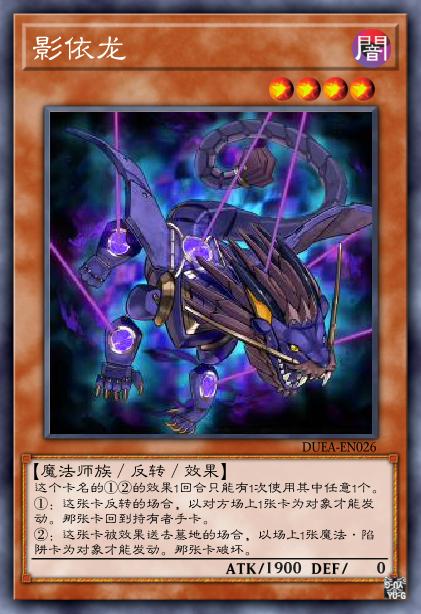 影依龙
闇
DUEA-EN026
【魔法师族／反转／效果】
这个卡名的①②的效果1回合只能有1次使用其中任意1个。
①：这张卡反转的场合，以对方场上1张卡为对象才能发
动。那张卡回到持有者手卡。
②：这张卡被效果送去墓地的场合，以场上1张魔法·陷
阱卡为对象才能发动。那张卡破坏。
ATK/1900 DEF/ 0